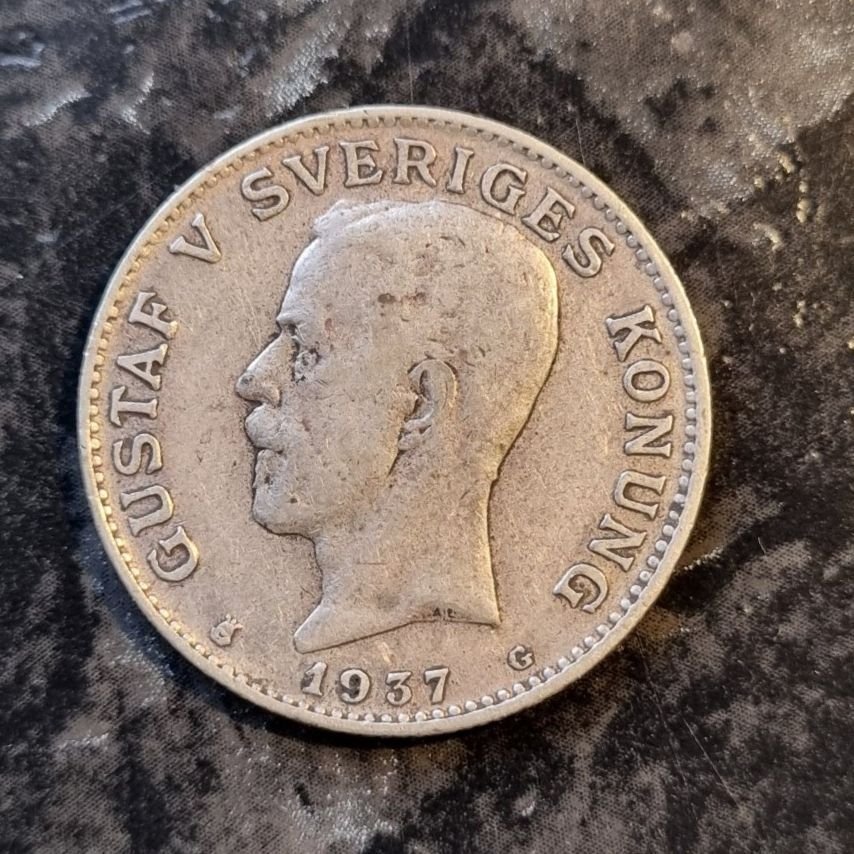 GUSTAF V SVERIGES KONUNG
1937
G